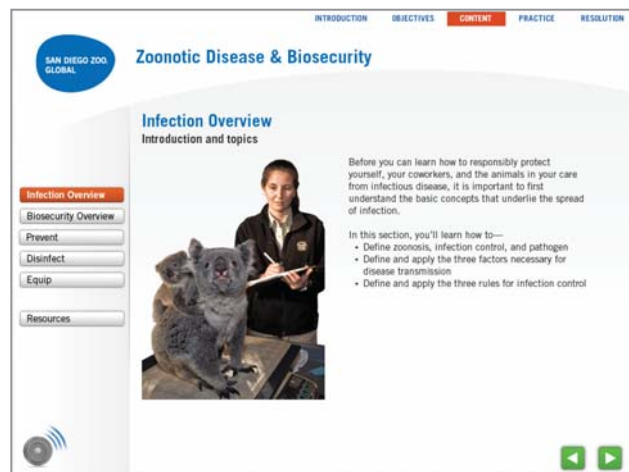 INTRODUCTION OBJECTIVES CONTENT PRACTICE RESOLUTION
SAN DIEGO ZOO.
GLOBAL
Zoonotic Disease & Biosecurity
Infection Overview
Introduction and topics
Before you can learn how to responsibly protect
yourself, your coworkers, and the animals in your care
from infectious disease, it is important to first
understand the basic concepts that underlie the spread
of infection.
In this section, you'll learn how to—
• Define zoonosis, infection control, and pathogen
• Define and apply the three factors necessary for
disease transmission
• Define and apply the three rules for infection control
Infection Overview
Biosecurity Overview
Prevent
Disinfect
Equip
Resources